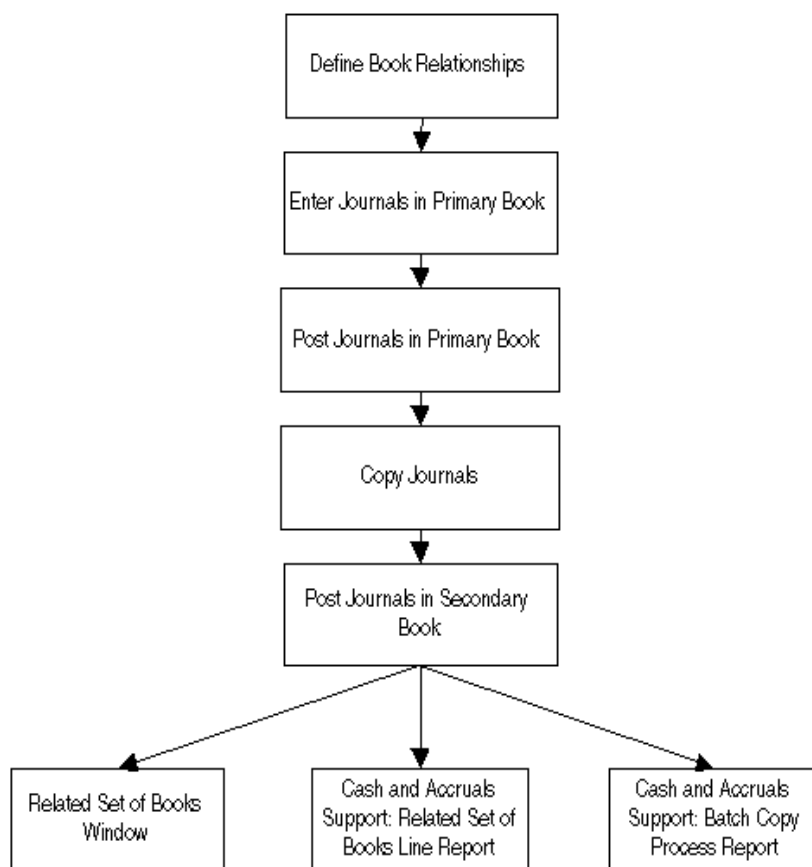 Define Book Relationships
Enter Journals in Primary Book
Post Journals in Primary Book
Copy Journals
Post Journals in Secondary
Book
Related Set of Books
Window
Cash and Accruals
Support: Related Set of
Books Line Report
Cash and Accruals
Support: Batch Copy
Process Report